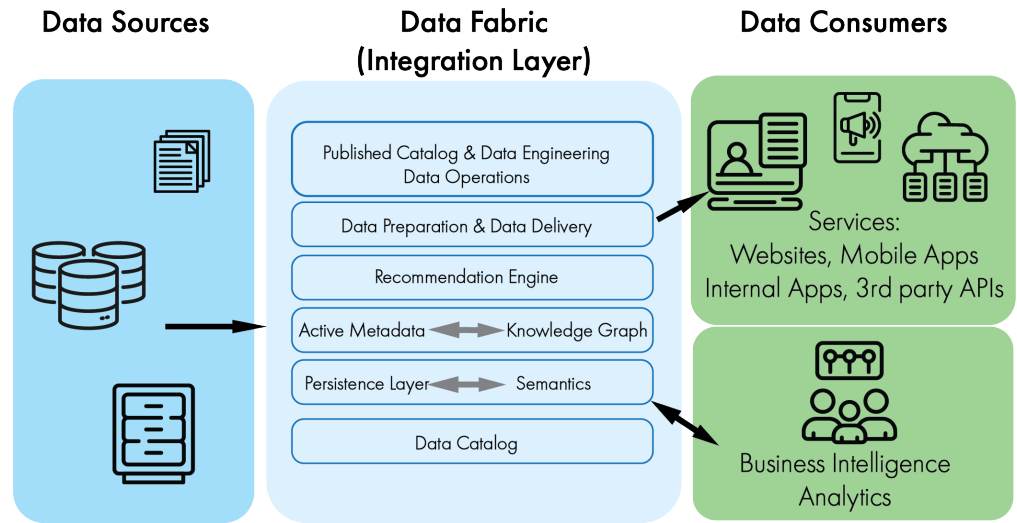 Data Sources
Data Fabric
(Integration Layer)
Data Consumers
Published Catalog & Data Engineering
Data Operations
Data Preparation & Data Delivery
Recommendation Engine
Active Metadata Knowledge Graph
Persistence Layer Semantics
Data Catalog
Services:
Websites, Mobile Apps
Internal Apps, 3rd party APIs
Business Intelligence
Analytics